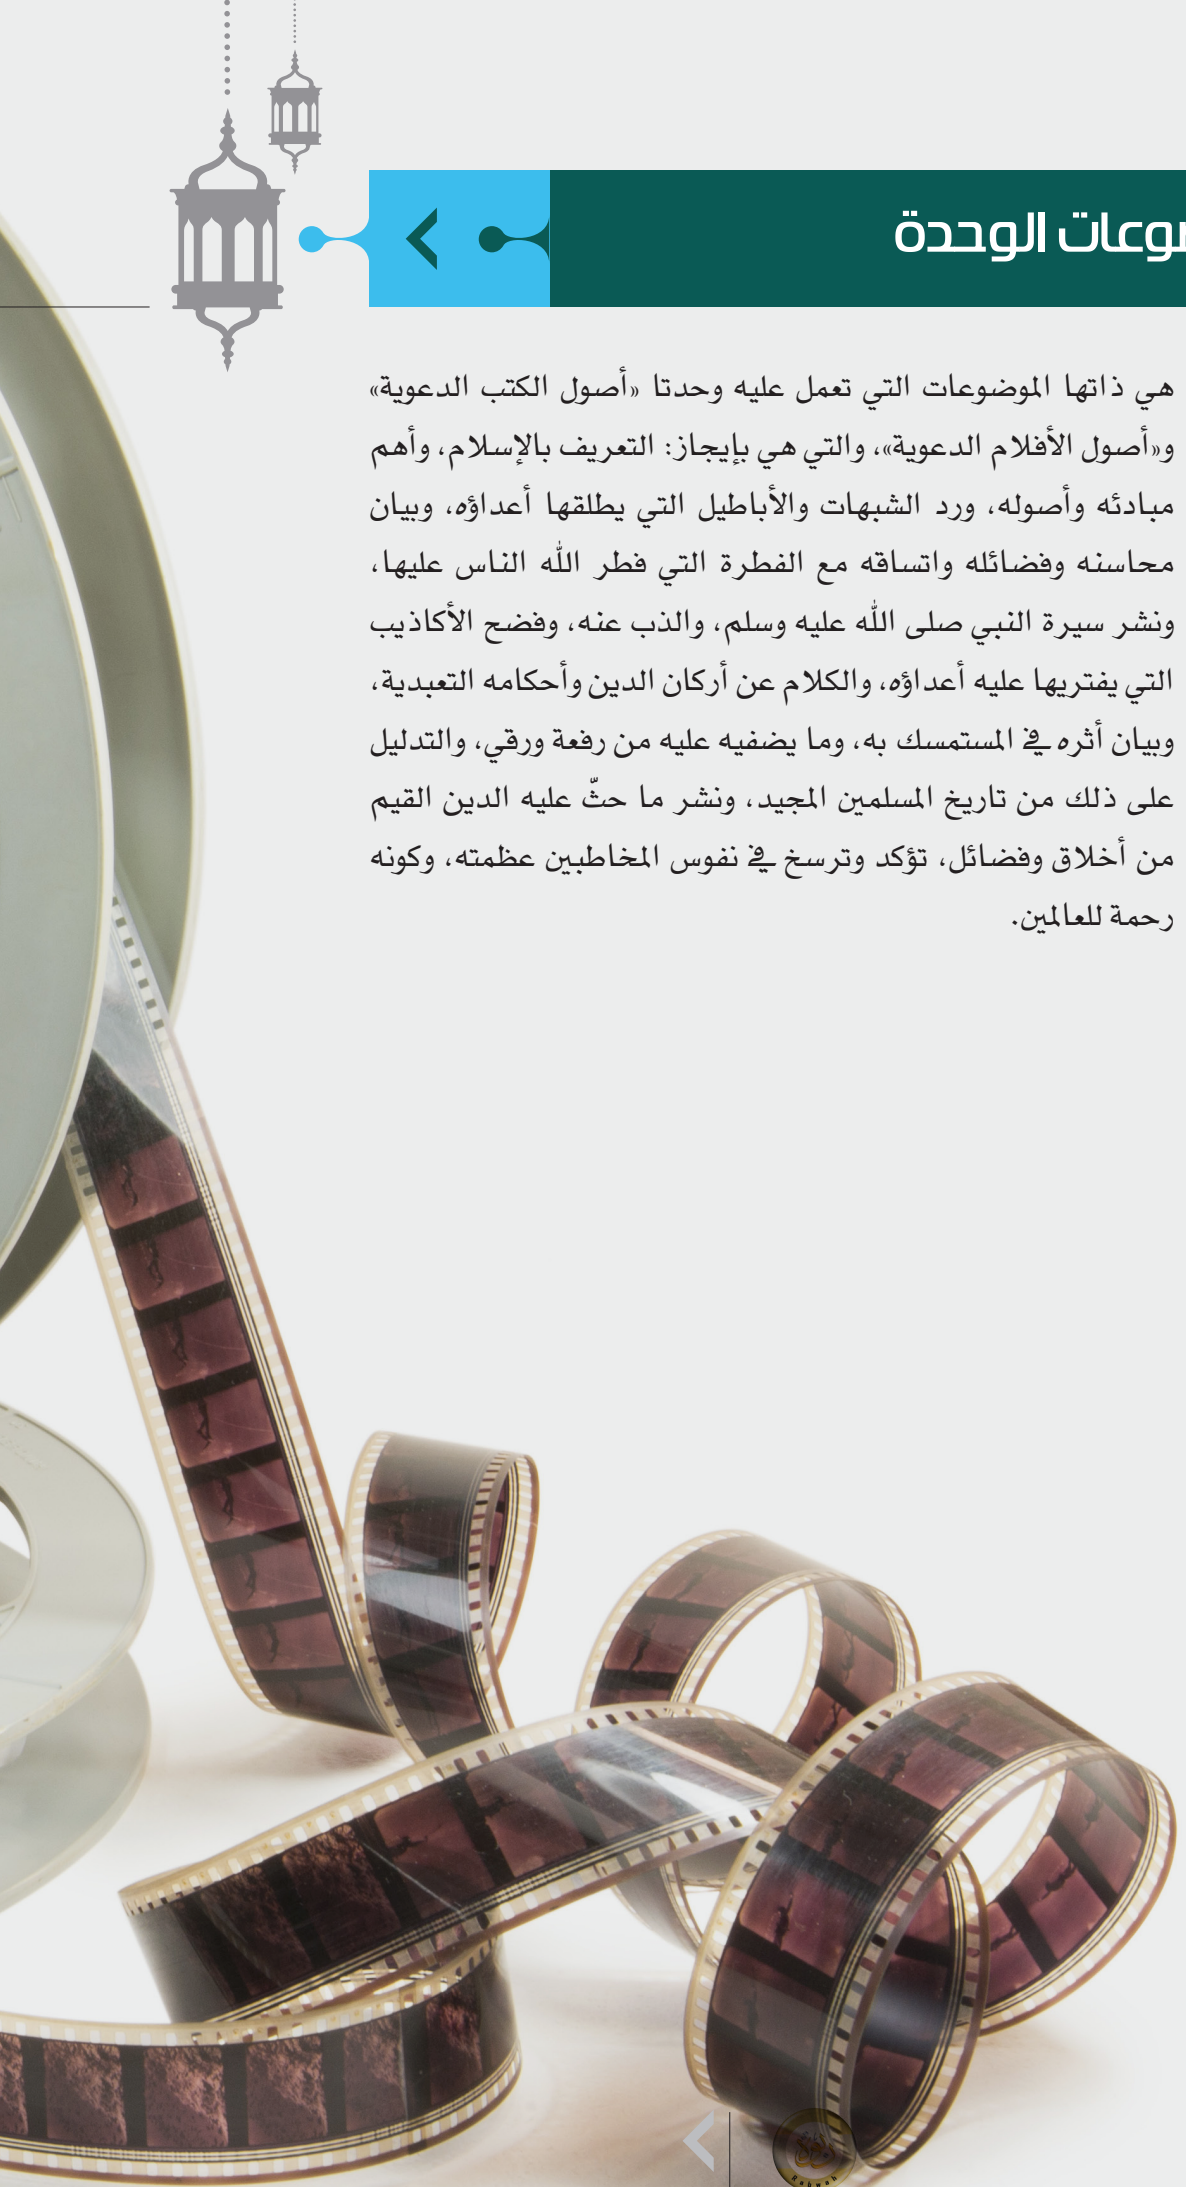 الوحدة
هي ذاتها الموضوعات التي تعمل عليه وحدتا «أصول الكتب الدعوية»
و«أصول الأفلام الدعوية»، والتي هي بإيجاز: التعريف بالإسلام، وأهم
مبادئه وأصوله، ورد الشبهات والأباطيل التي يطلقها أعداؤه، وبيان
محاسنه وفضائله واتساقه مع الفطرة التي فطر الله الناس عليها،
ونشر سيرة النبي صلى الله عليه وسلم، والذب عنه، وفضح الأكاذيب
التي يفتريها عليه أعداؤه، والكلام عن أركان الدين وأحكامه التعبدية،
وبيان أثره في المستمسك به، وما يضفيه عليه من رفعة ورقي، والتدليل
على ذلك من تاريخ المسلمين المجيد، ونشر ما حثّ عليه الدين القيم
من أخلاق وفضائل، تؤكد وترسخ في نفوس المخاطبين عظمته، وكونه
رحمة للعالمين.
Rabwah